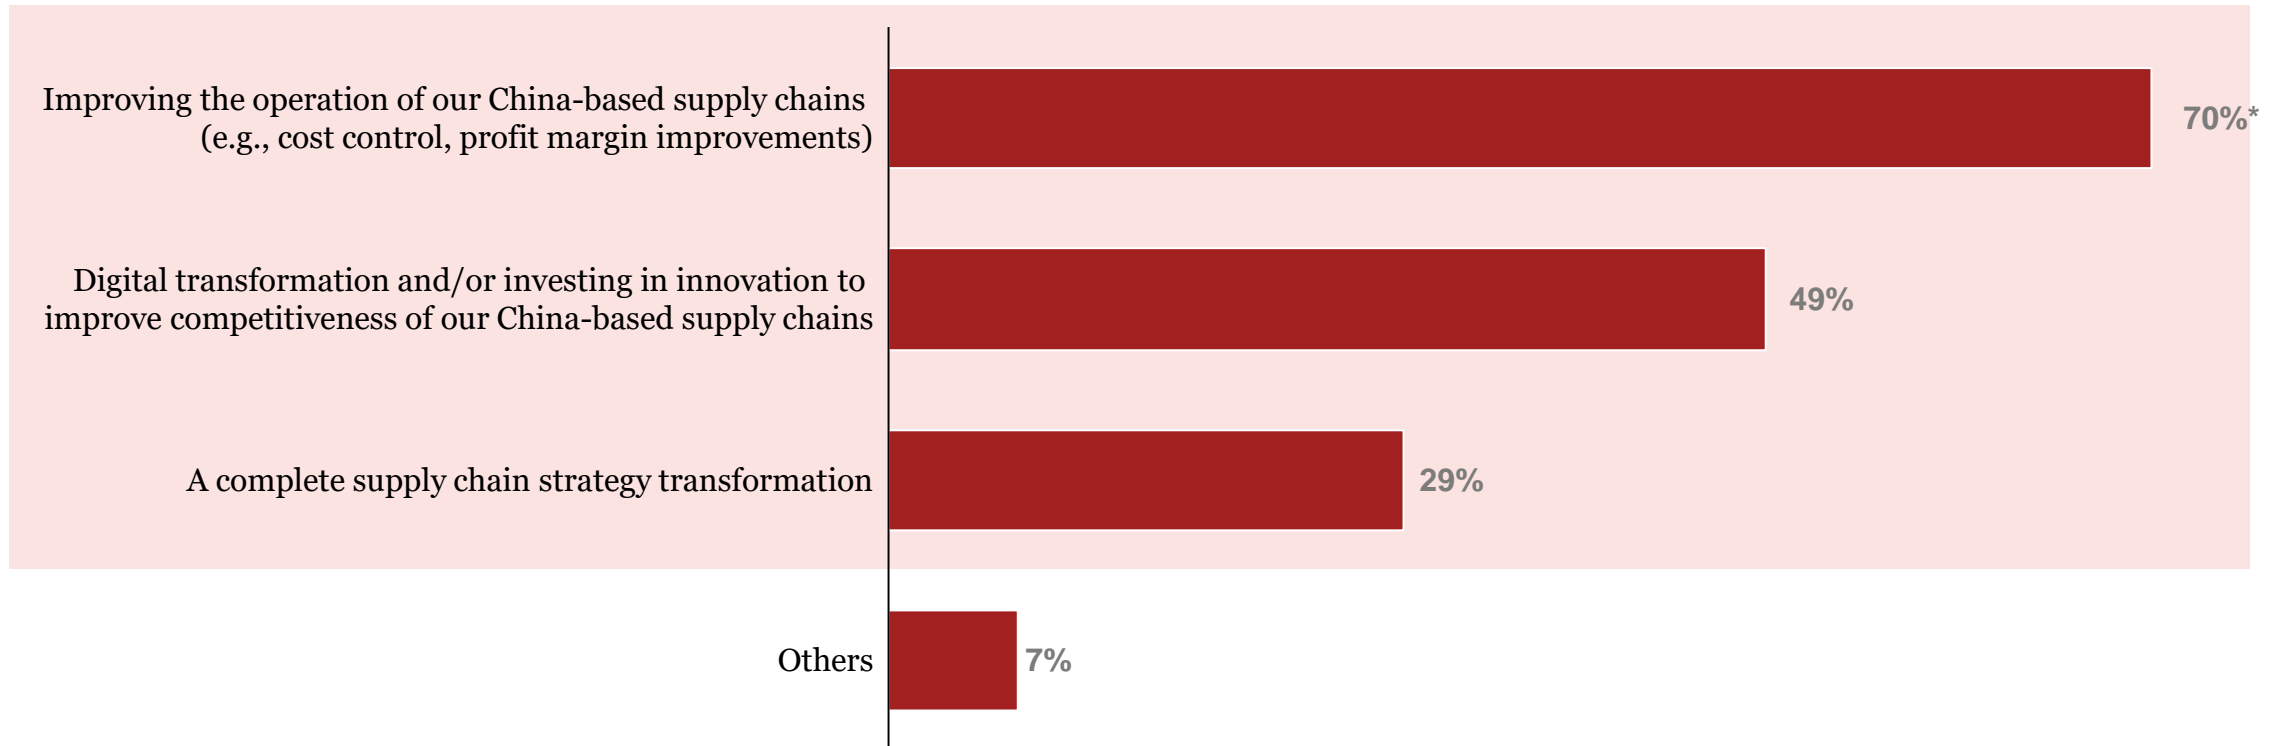 Improving the operation of our China-based supply chains
(e.g., cost control, profit margin improvements)
70%*
Digital transformation and/or investing in innovation to
improve competitiveness of our China-based supply chains
49%
A complete supply chain strategy transformation
29%
Others
7%